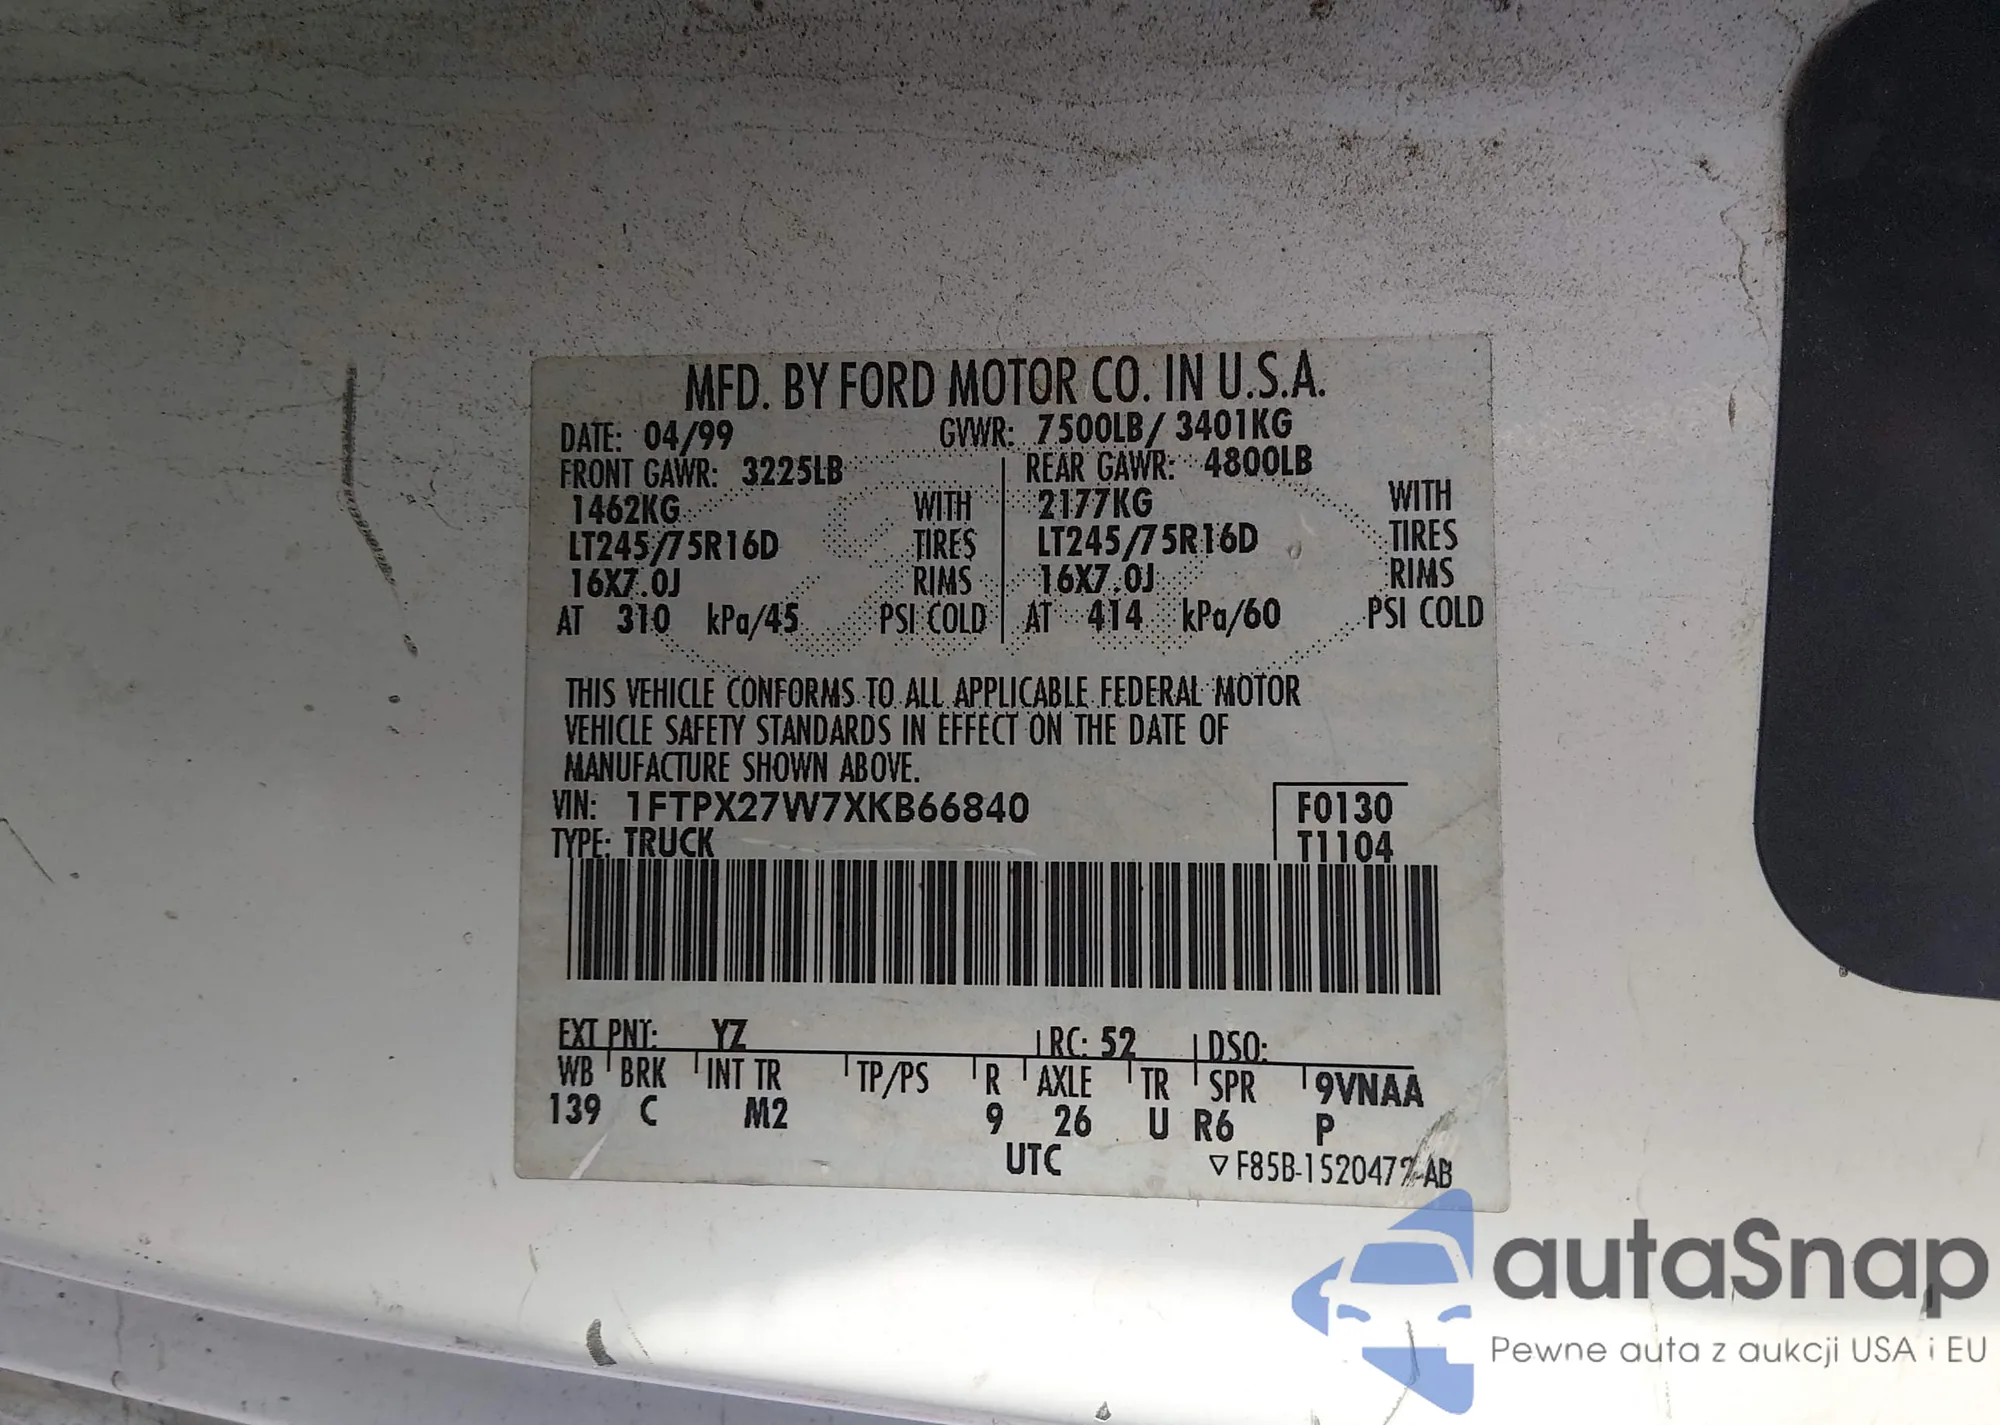 MFD. BY FORD MOTOR CO. IN U.S.A.
DATE: 04/99 GVWR: 7500LB/ 3401KG
FRONT GAWR: 3225LB REAR GAWR: 4800LB
1462KG WITH 2177KG WITH
LT245/75R16D TIRES LT245/75R16D TIRES
16X7.0J RIMS 16X7.0J RIMS
AT 310 kPa/45 PSI COLD AT 414 kPa/60 PSI COLD
THIS VEHICLE CONFORMS TO ALL APPLICABLE FEDERAL MOTOR
VEHICLE SAFETY STANDARDS IN EFFECT ON THE DATE OF
MANUFACTURE SHOWN ABOVE.
VIN: 1FTPX27W7XKB66840 F0130
TYPE: TRUCK T1104
EXT PNT: YZ RC: 52 DSO:
WB BRK INT TR TP/PS R AXLE TR SPR 9VNAA
139 C M2 9 26 U R6 P
UTC
autaSnap
Pewne auta z aukcji USA i EU